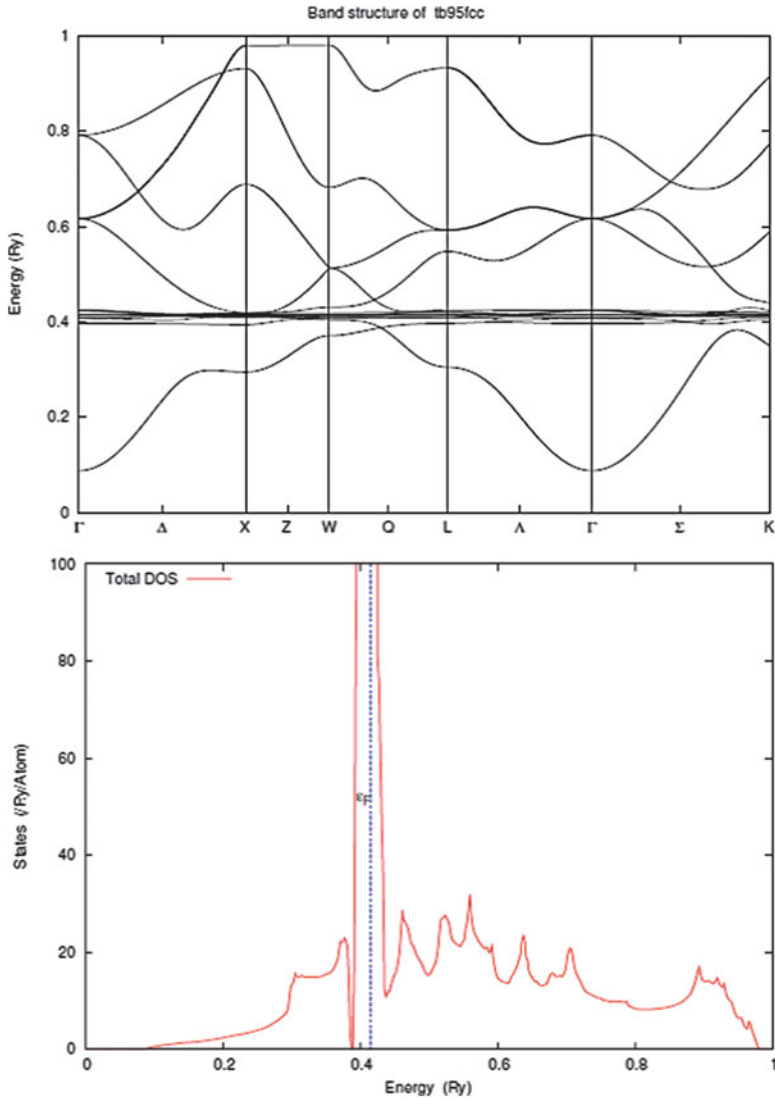 Band structure of tb95fcc
1
0.8
0.6
0.4
0.2
0
Energy (Ry)
Γ Δ X Z W Q L Λ Γ Σ K
100
80
60
40
20
0
States (/Ry/Atom)
Total DOS
εF
0 0.2 0.4 0.6 0.8 1
Energy (Ry)